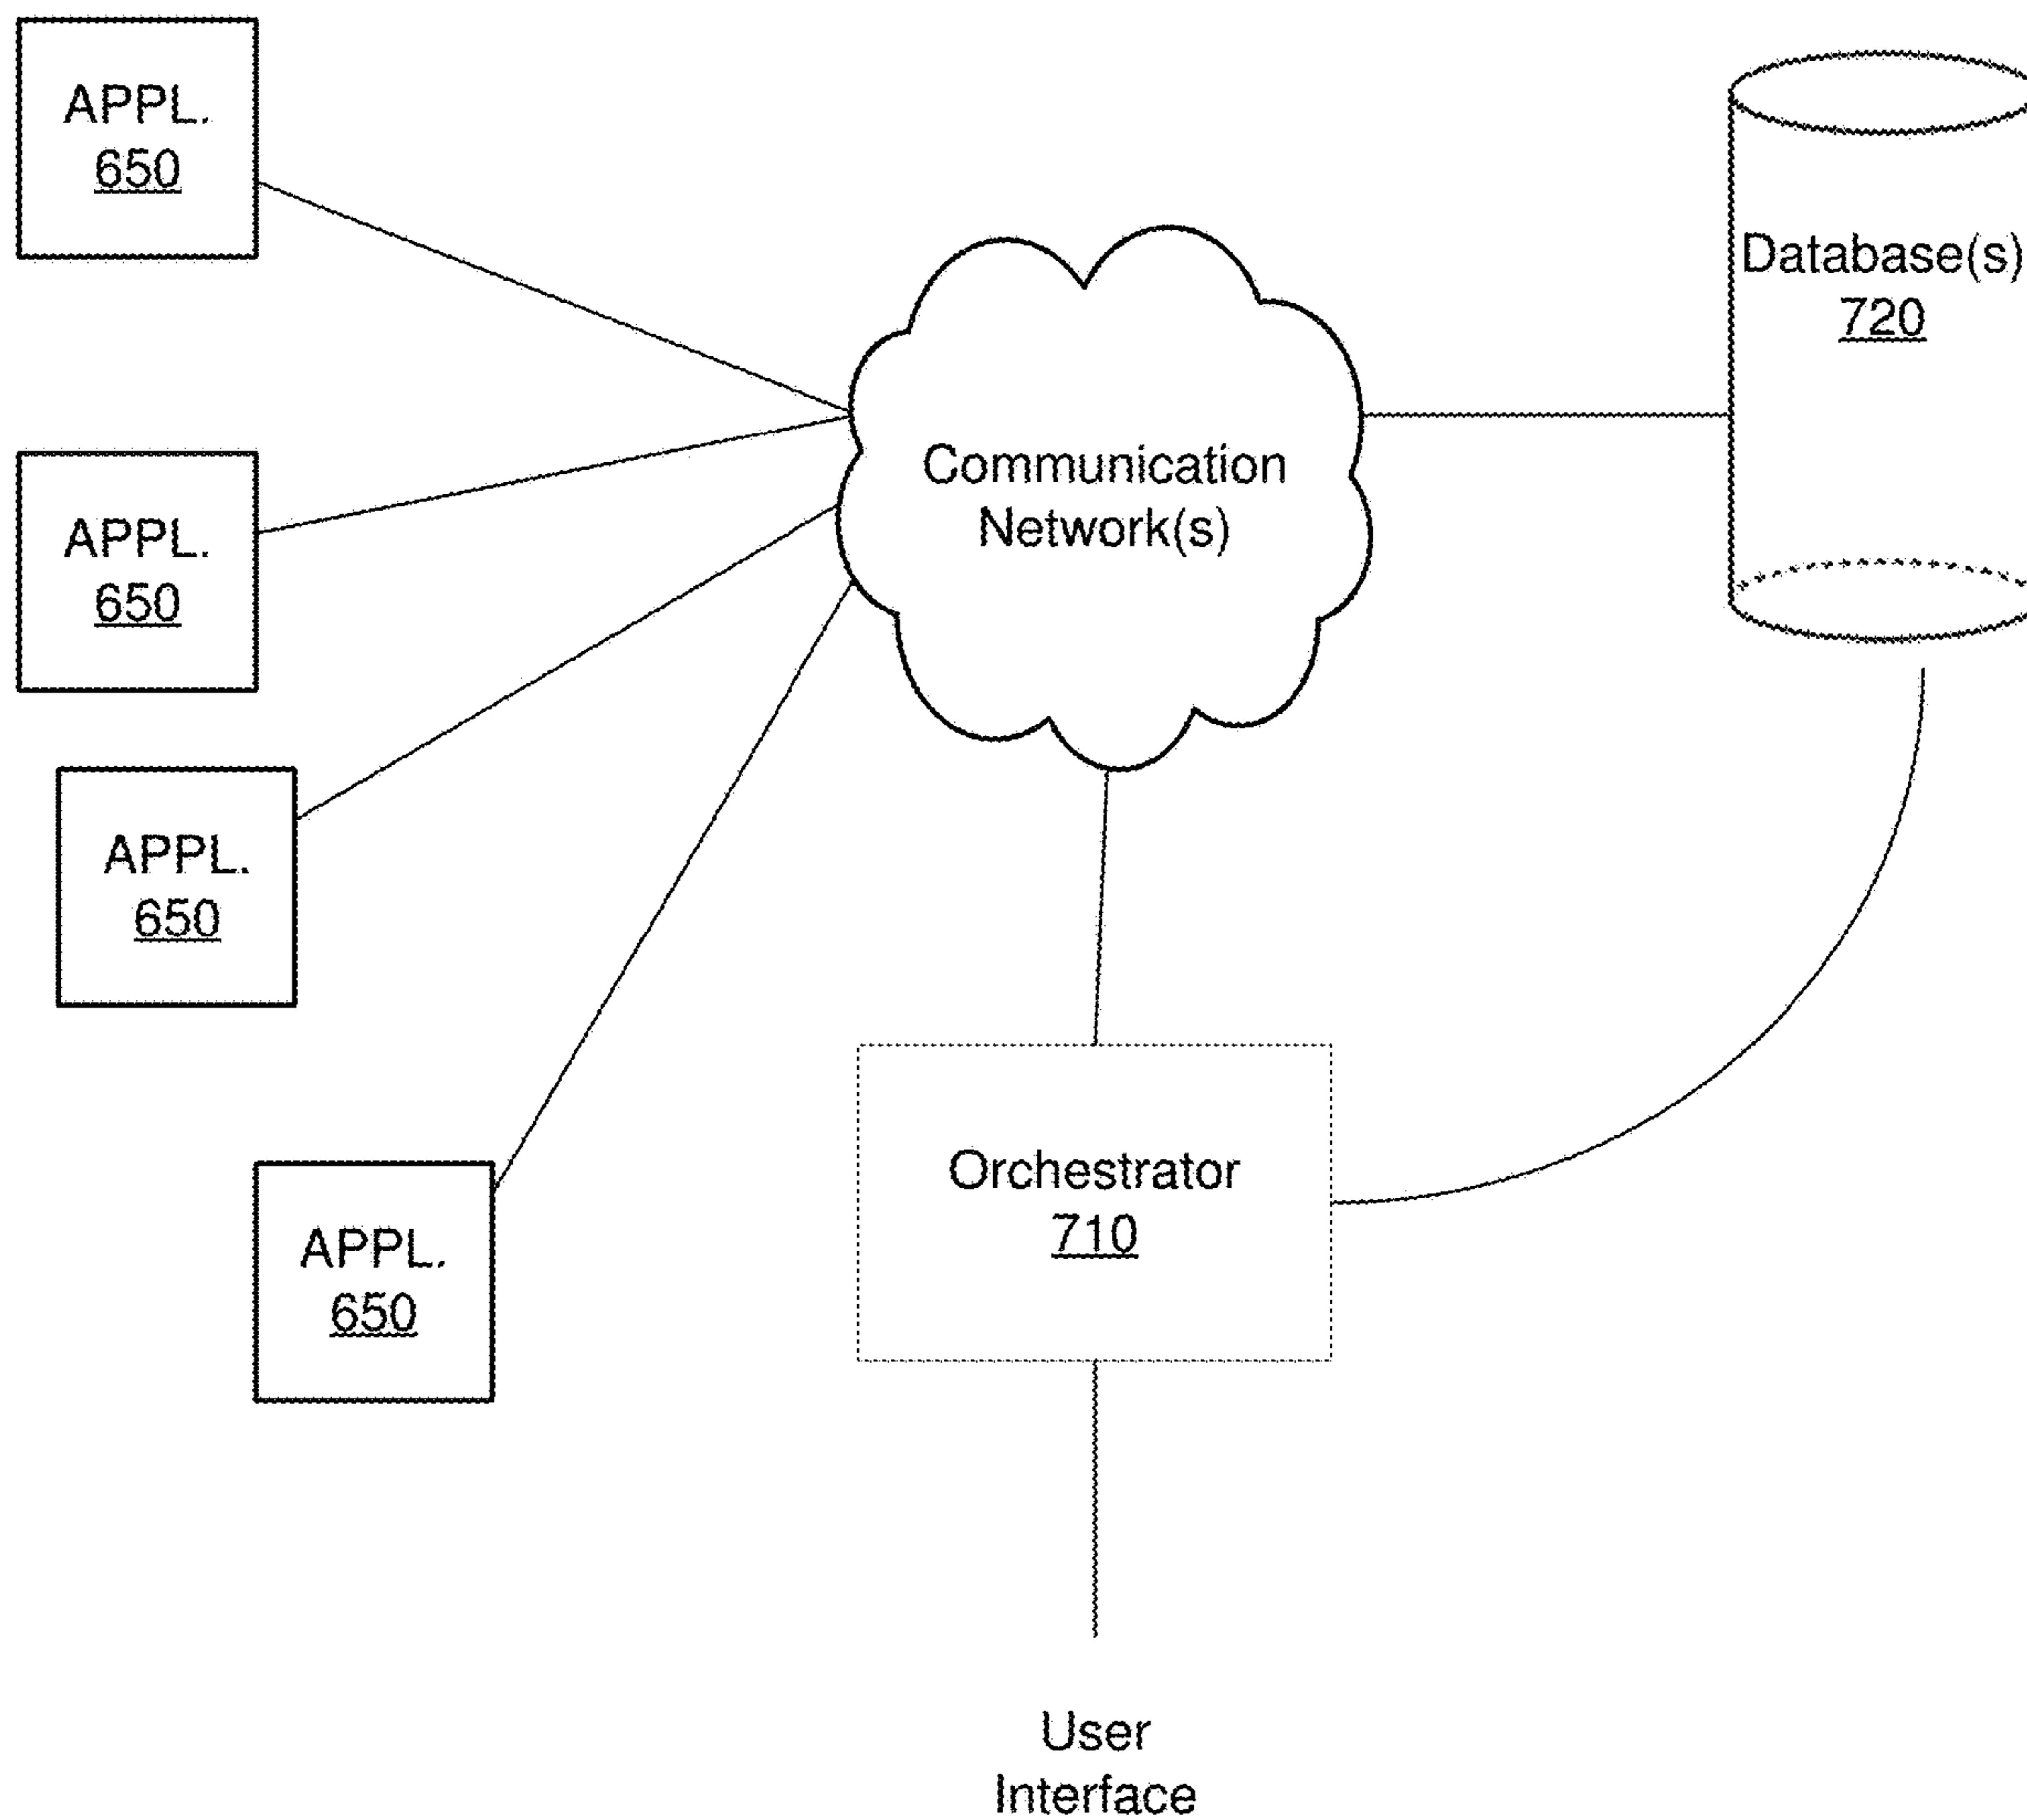 APPL.
650
Database(s)
720
Communication
Network(s)
APPL.
650
APPL.
650
Orchestrator
710
APPL.
650
User
Interface